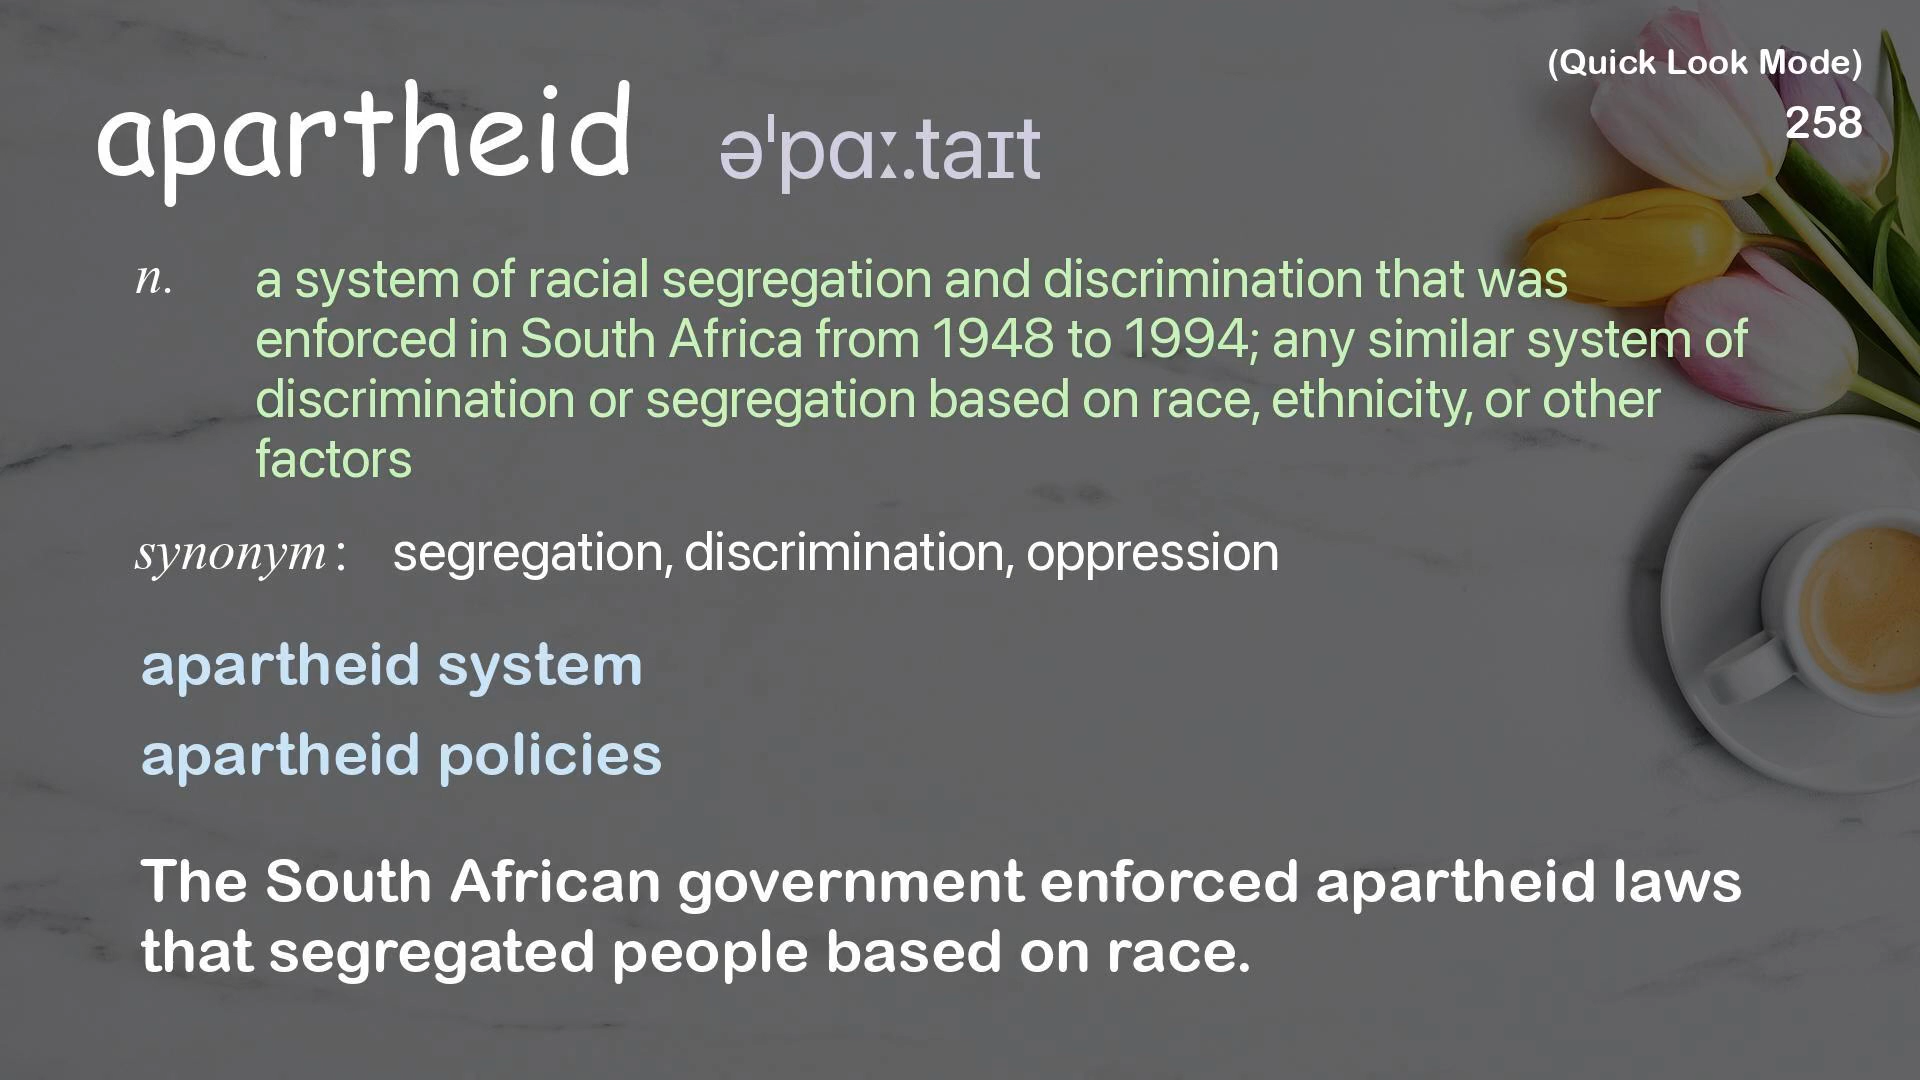 (Quick Look Mode)
258
apartheid əˈpɑː.taɪt
n. a system of racial segregation and discrimination that was
enforced in South Africa from 1948 to 1994; any similar system of
discrimination or segregation based on race, ethnicity, or other
factors
synonym: segregation, discrimination, oppression
apartheid system
apartheid policies
The South African government enforced apartheid laws
that segregated people based on race.